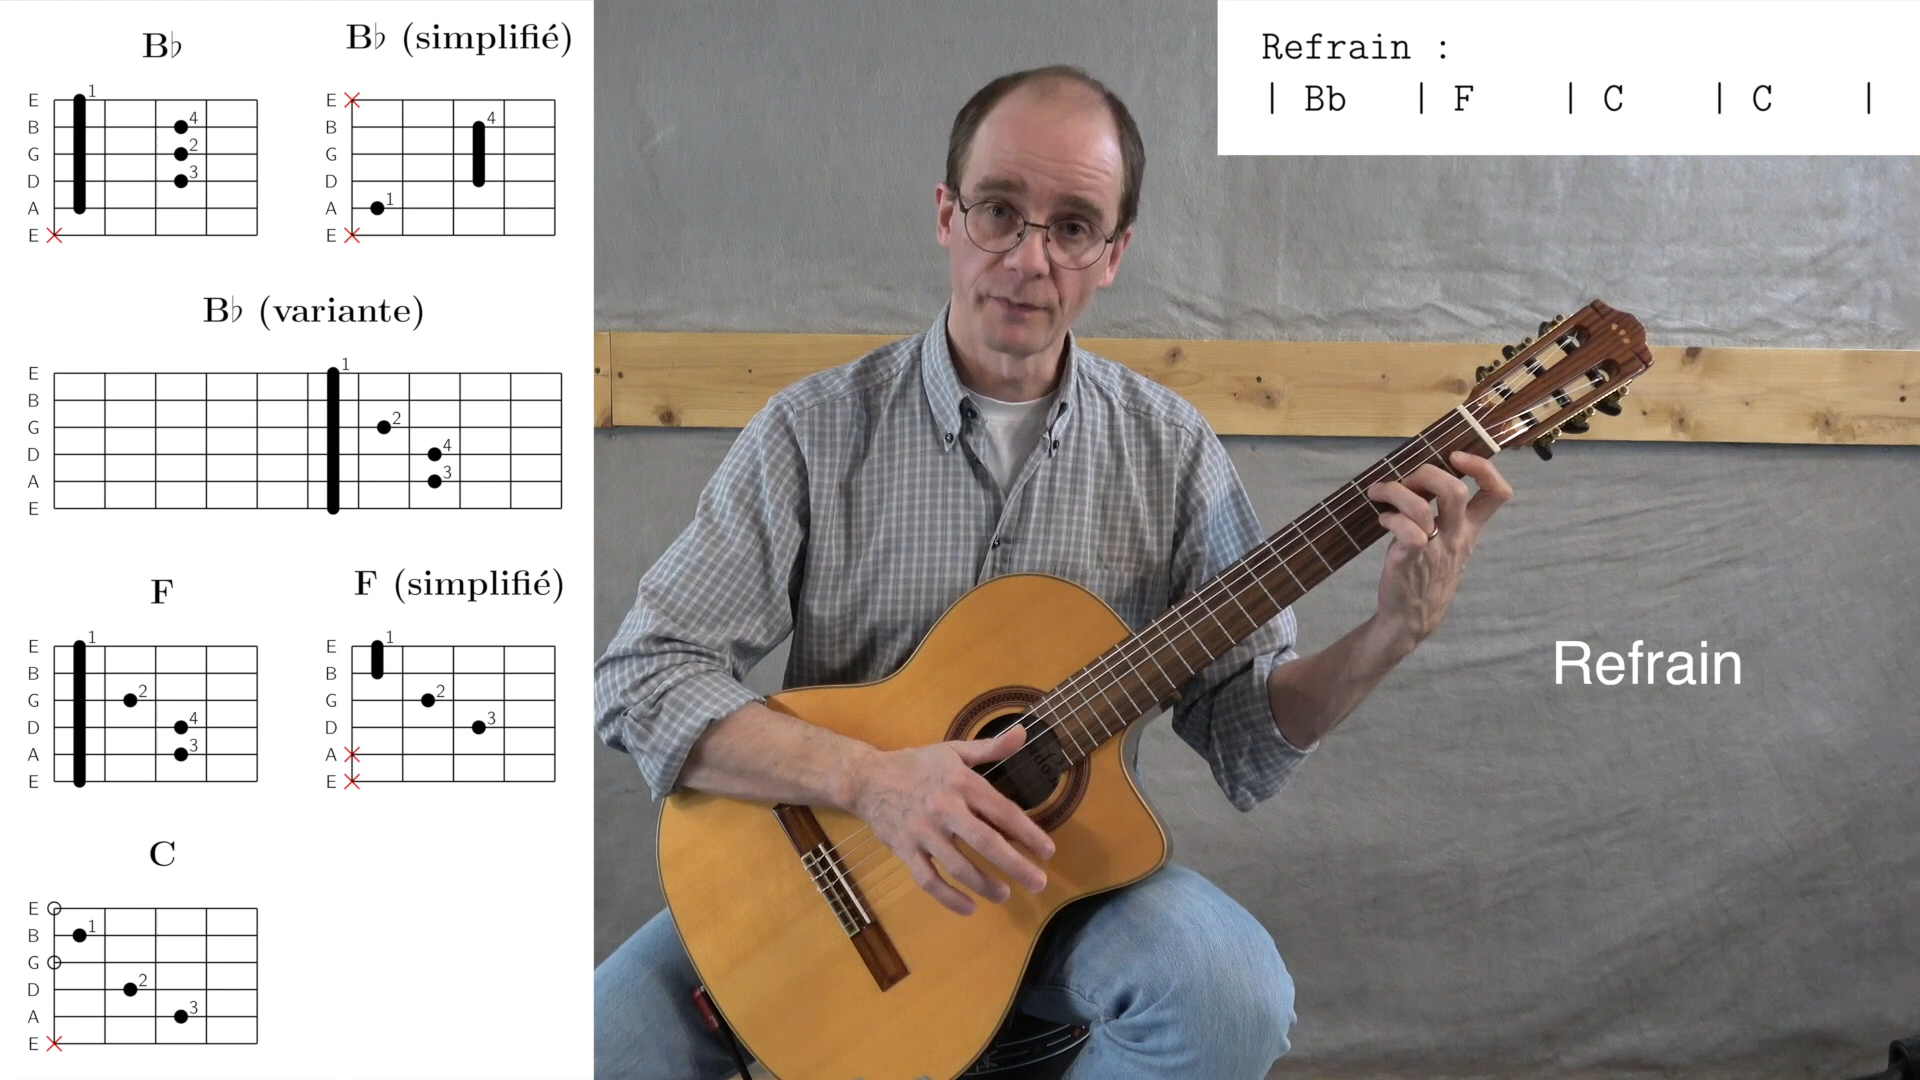 B♭
B♭ (simplifié)
E 1
B 4
G 2
D 3
A
E
E
B 4
G
D
A 1
E
B♭ (variante)
E 1
B
G 2
D 4
A 3
E
F
F (simplifié)
E 1
B
G 2
D 4
A 3
E
E 1
B
G 2
D 3
A
E
C
E
B 1
G
D 2
A 3
E
Refrain :
| Bb | F | C | C |
Refrain